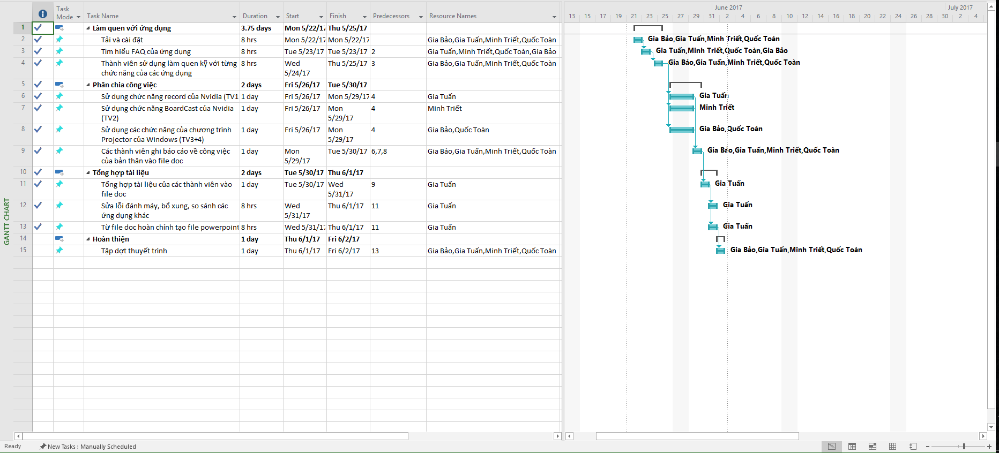 June 2017 July 2017
Task Mode Task Name Duration Start Finish Predecessors Resource Names 13 15 17 19 21 23 25 27 29 31 2 4 6 8 10 12 14 16 18 20 22 24 26 28 30 2 4
1 Làm quen với ứng dụng 3.75 days Mon 5/22/17 Thu 5/25/17
2 Tải và cài đặt 8 hrs Mon 5/22/17 Mon 5/22/17 Gia Bảo,Gia Tuấn,Minh Triết,Quốc Toàn Gia Bảo,Gia Tuấn,Minh Triết,Quốc Toàn
3 Tìm hiểu FAQ của ứng dụng 8 hrs Tue 5/23/17 Tue 5/23/17 2 Gia Tuấn,Minh Triết,Quốc Toàn,Gia Bảo Gia Tuấn,Minh Triết,Quốc Toàn,Gia Bảo
4 Thành viên sử dụng làm quen kỹ với từng 8 hrs Wed Thu 5/25/17 3 Gia Bảo,Gia Tuấn,Minh Triết,Quốc Toàn Gia Bảo,Gia Tuấn,Minh Triết,Quốc Toàn
chức năng của các ứng dụng 5/24/17
5 Phân chia công việc 2 days Fri 5/26/17 Tue 5/30/17
6 Sử dụng chức năng record của Nvidia (TV1 1 day Fri 5/26/17 Mon 5/29/17 4 Gia Tuấn Gia Tuấn
7 Sử dụng chức năng BoardCast của Nvidia 1 day Fri 5/26/17 Mon 4 Minh Triết Minh Triết
(TV2) 5/29/17
8 Sử dụng các chức năng của chương trình 1 day Fri 5/26/17 Mon 4 Gia Bảo,Quốc Toàn Gia Bảo,Quốc Toàn
Projector của Windows (TV3+4) 5/29/17
9 Các thành viên ghi báo cáo về công việc 1 day Mon Tue 5/30/17 6,7,8 Gia Bảo,Gia Tuấn,Minh Triết,Quốc Toàn Gia Bảo,Gia Tuấn,Minh Triết,Quốc Toàn
của bản thân vào file doc 5/29/17
10 Tổng hợp tài liệu 2 days Tue 5/30/17 Thu 6/1/17
11 Tổng hợp tài liệu của các thành viên vào 1 day Tue 5/30/17 Wed 9 Gia Tuấn Gia Tuấn
file doc 5/31/17
12 Sửa lỗi đánh máy, bổ xung, so sánh các 8 hrs Wed Thu 6/1/17 11 Gia Tuấn Gia Tuấn
ứng dụng khác 5/31/17
13 Từ file doc hoàn chỉnh tạo file powerpoint 8 hrs Wed 5/31/17 Thu 6/1/17 11 Gia Tuấn Gia Tuấn
14 Hoàn thiện 1 day Thu 6/1/17 Fri 6/2/17
15 Tập dợt thuyết trình 1 day Thu 6/1/17 Fri 6/2/17 13 Gia Bảo,Gia Tuấn,Minh Triết,Quốc Toàn Gia Bảo,Gia Tuấn,Minh Triết,Quốc Toàn
GANTT CHART
Ready New Tasks : Manually Scheduled